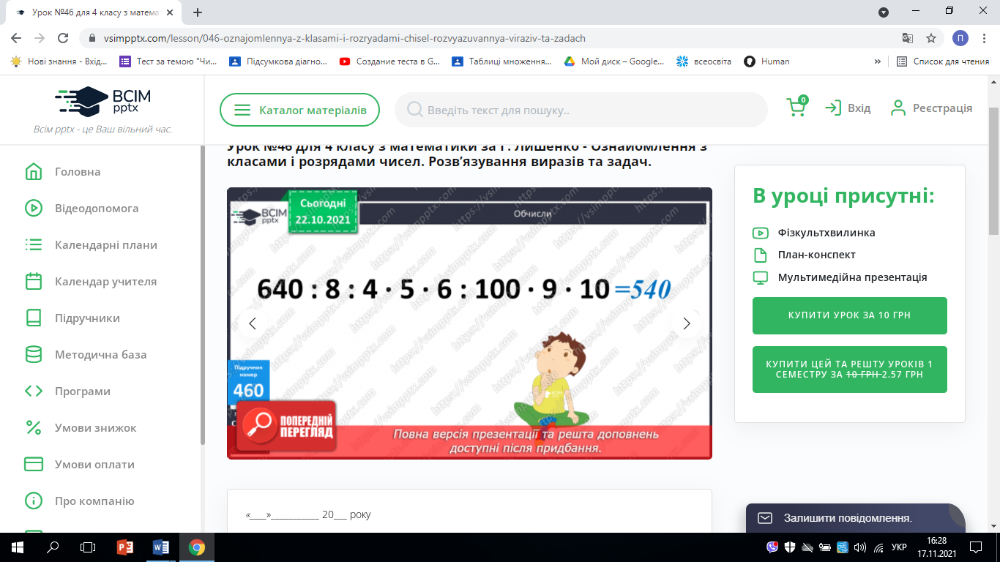 Урок №46 для 4 класу з матема
vsimpptx.com/lesson/046-oznajomlennya-z-klasami-i-rozryadami-chisel-rozvyazuvannya-viraziv-ta-zadach
П
Нові знання - Вхід...
Тест за темою "Чи...
Підсумкова діагно...
Создание теста в G...
Таблиці множення...
Мой диск – Google...
всеосвіта
Human
»
Список для чтения
ВСІМ
pptx
Всім pptx - це Ваш вільний час.
Каталог матеріалів
Введіть текст для пошуку..
0
Вхід
Реєстрація
Головна
Відеодопомога
Календарні плани
Календар учителя
Підручники
Методична база
Програми
Умови знижок
Умови оплати
Про компанію
Урок №46 для 4 класу з математики за Г. Лишенко - Ознайомлення з
класами і розрядами чисел. Розв’язування виразів та задач.
ВСІМ
pptx
Сьогодні
22.10.2021
Обчисли
https://vsimpptx.com
640 : 8 : 4 · 5 · 6 : 100 · 9 · 10 =540
Підручник
номер
460
ПОПЕРЕДНІЙ
ПЕРЕГЛЯД
Повна версія презентації та решта доповнень
доступні після придбання.
«___»__________ 20___ року
В уроці присутні:
Фізкультхвилинка
План-конспект
Мультимедійна презентація
КУПИТИ УРОК ЗА 10 ГРН
КУПИТИ ЦЕЙ ТА РЕШТУ УРОКІВ 1
СЕМЕСТРУ ЗА 10 ГРН 2.57 ГРН
Залишити повідомлення.
УКР
16:28
17.11.2021